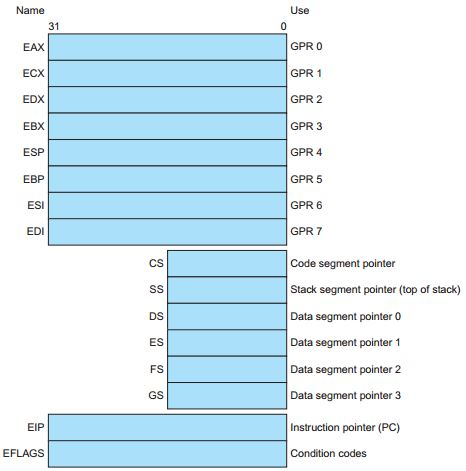 Name Use
31 0
EAX GPR 0
ECX GPR 1
EDX GPR 2
EBX GPR 3
ESP GPR 4
EBP GPR 5
ESI GPR 6
EDI GPR 7
CS Code segment pointer
SS Stack segment pointer (top of stack)
DS Data segment pointer 0
ES Data segment pointer 1
FS Data segment pointer 2
GS Data segment pointer 3
EIP Instruction pointer (PC)
EFLAGS Condition codes